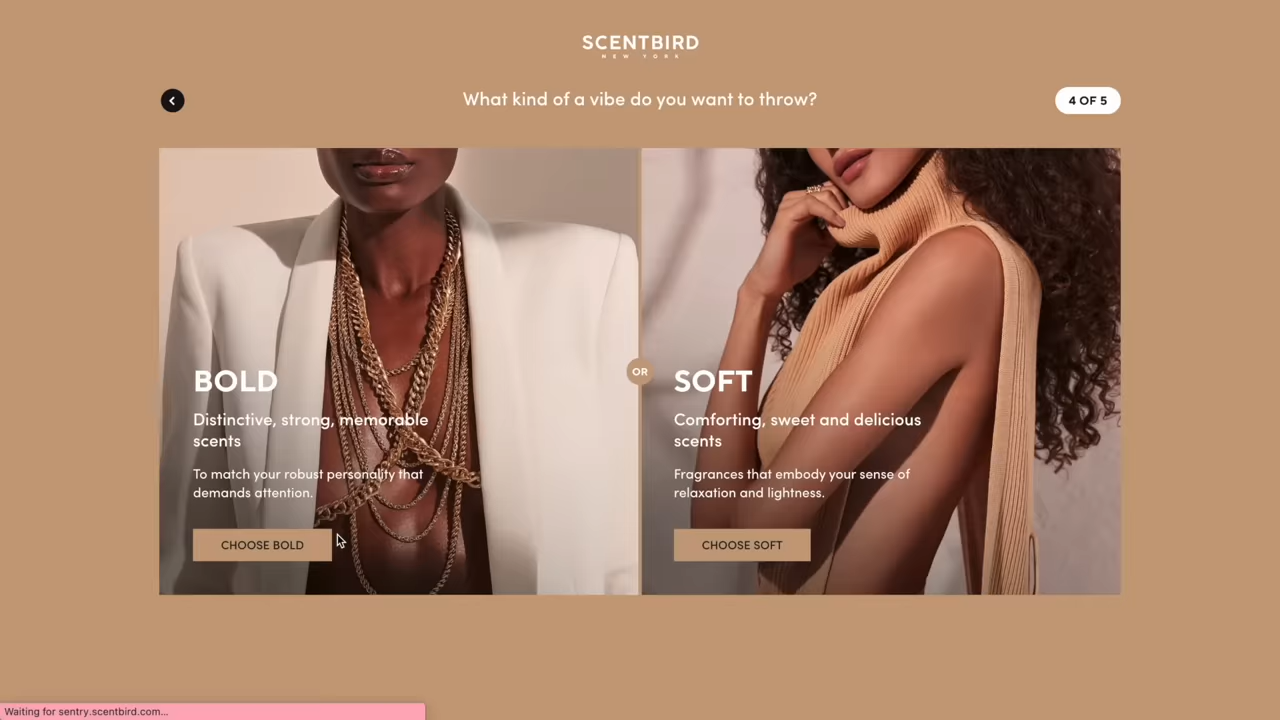 SCENTBIRD
NEW YORK
What kind of a vibe do you want to throw?
4 OF 5
BOLD
Distinctive, strong, memorable
scents
To match your robust personality that
demands attention.
CHOOSE BOLD
OR
SOFT
Comforting, sweet and delicious
scents
Fragrances that embody your sense of
relaxation and lightness.
CHOOSE SOFT
Waiting for sentry.scentbird.com...